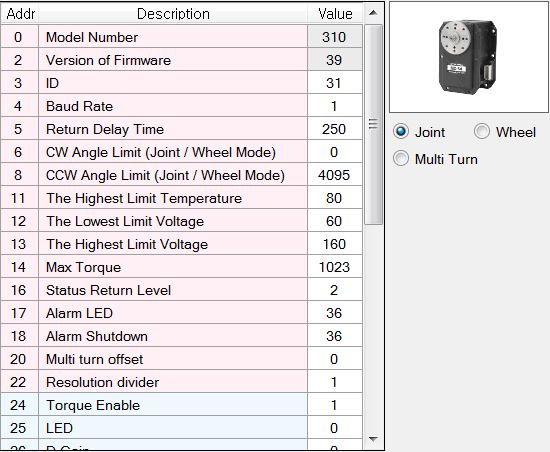 Addr Description Value
0 Model Number 310
2 Version of Firmware 39
3 ID 31
4 Baud Rate 1
5 Return Delay Time 250
6 CW Angle Limit (Joint / Wheel Mode) 0
8 CCW Angle Limit (Joint / Wheel Mode) 4095
11 The Highest Limit Temperature 80
12 The Lowest Limit Voltage 60
13 The Highest Limit Voltage 160
14 Max Torque 1023
16 Status Return Level 2
17 Alarm LED 36
18 Alarm Shutdown 36
20 Multi turn offset 0
22 Resolution divider 1
24 Torque Enable 1
25 LED 0
26 D Gain 0
Joint Wheel
Multi Turn